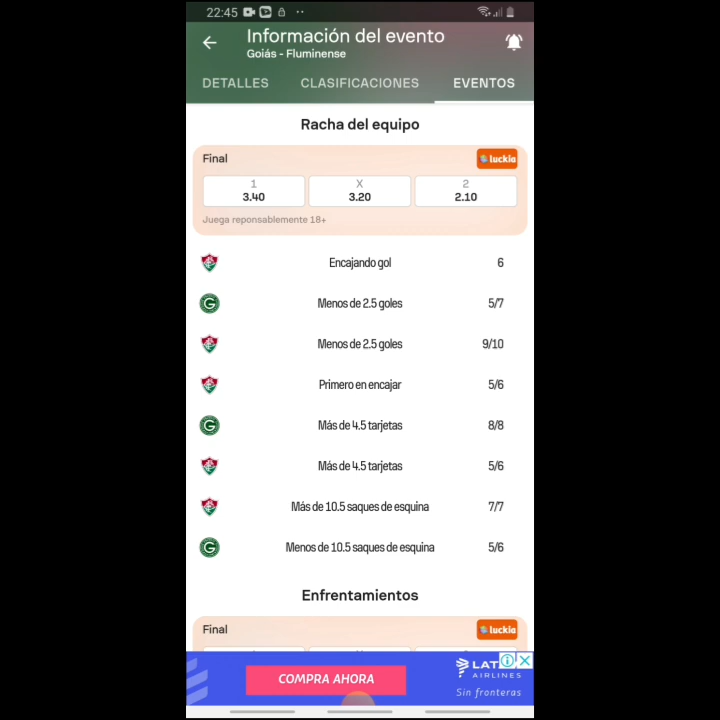 22:45
Información del evento
Goiás - Fluminense
DETALLES CLASIFICACIONES EVENTOS
Racha del equipo
Final luckia
1 X 2
3.40 3.20 2.10
Juega reponsablemente 18+
Encajando gol 6
Menos de 2.5 goles 5/7
Menos de 2.5 goles 9/10
Primero en encajar 5/6
Más de 4.5 tarjetas 8/8
Más de 4.5 tarjetas 5/6
Más de 10.5 saques de esquina 7/7
Menos de 10.5 saques de esquina 5/6
Enfrentamientos
Final luckia
COMPRA AHORA
AIRLINES
Sin fronteras